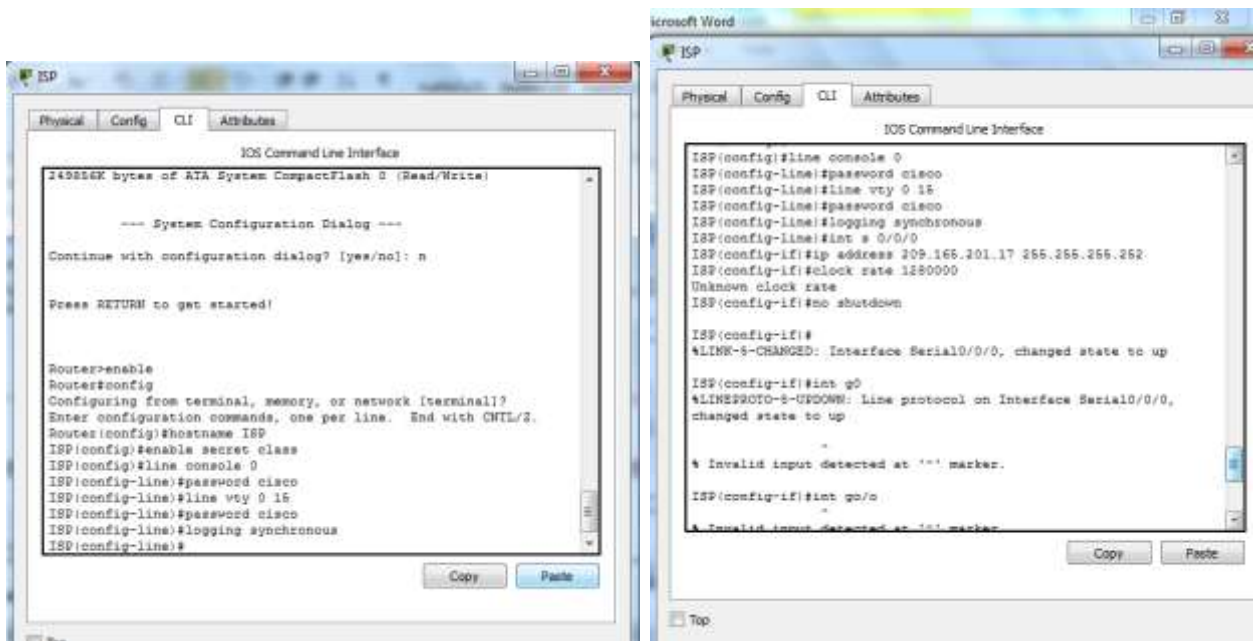 ISP
Physical Config CLI Attributes
IOS Command Line Interface
249856K bytes of ATA System CompactFlash 0 (Read/Write)
--- System Configuration Dialog ---
Continue with configuration dialog? [yes/no]: n
Press RETURN to get started!
Router>enable
Router#config
Configuring from terminal, memory, or network [terminal]?
Enter configuration commands, one per line. End with CNTL/Z.
Router(config)#hostname ISP
ISP(config)#enable secret class
ISP(config)#line console 0
ISP(config-line)#password cisco
ISP(config-line)#line vty 0 15
ISP(config-line)#password cisco
ISP(config-line)#logging synchronous
ISP(config-line)#
Copy Paste
icrosoft Word
ISP
Physical Config CLI Attributes
IOS Command Line Interface
ISP(config)#line console 0
ISP(config-line)#password cisco
ISP(config-line)#line vty 0 15
ISP(config-line)#password cisco
ISP(config-line)#logging synchronous
ISP(config-line)#int s 0/0/0
ISP(config-if)#ip address 209.165.201.17 255.255.255.252
ISP(config-if)#clock rate 1280000
Unknown clock rate
ISP(config-if)#no shutdown
ISP(config-if)#
%LINK-5-CHANGED: Interface Serial0/0/0, changed state to up
ISP(config-if)#int g0
%LINEPROTO-5-UPDOWN: Line protocol on Interface Serial0/0/0,
changed state to up
^
% Invalid input detected at '^' marker.
ISP(config-if)#int go/o
^
% Invalid input detected at '^' marker.
Copy Paste
Top